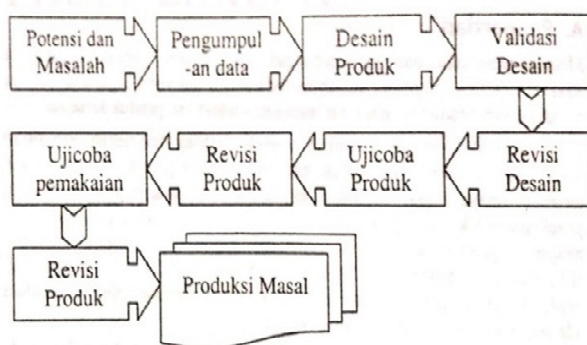 Potensi dan
Masalah
Pengumpul
-an data
Desain
Produk
Validasi
Desain
Revisi
Desain
Ujicoba
Produk
Revisi
Produk
Ujicoba
pemakaian
Revisi
Produk
Produksi Masal